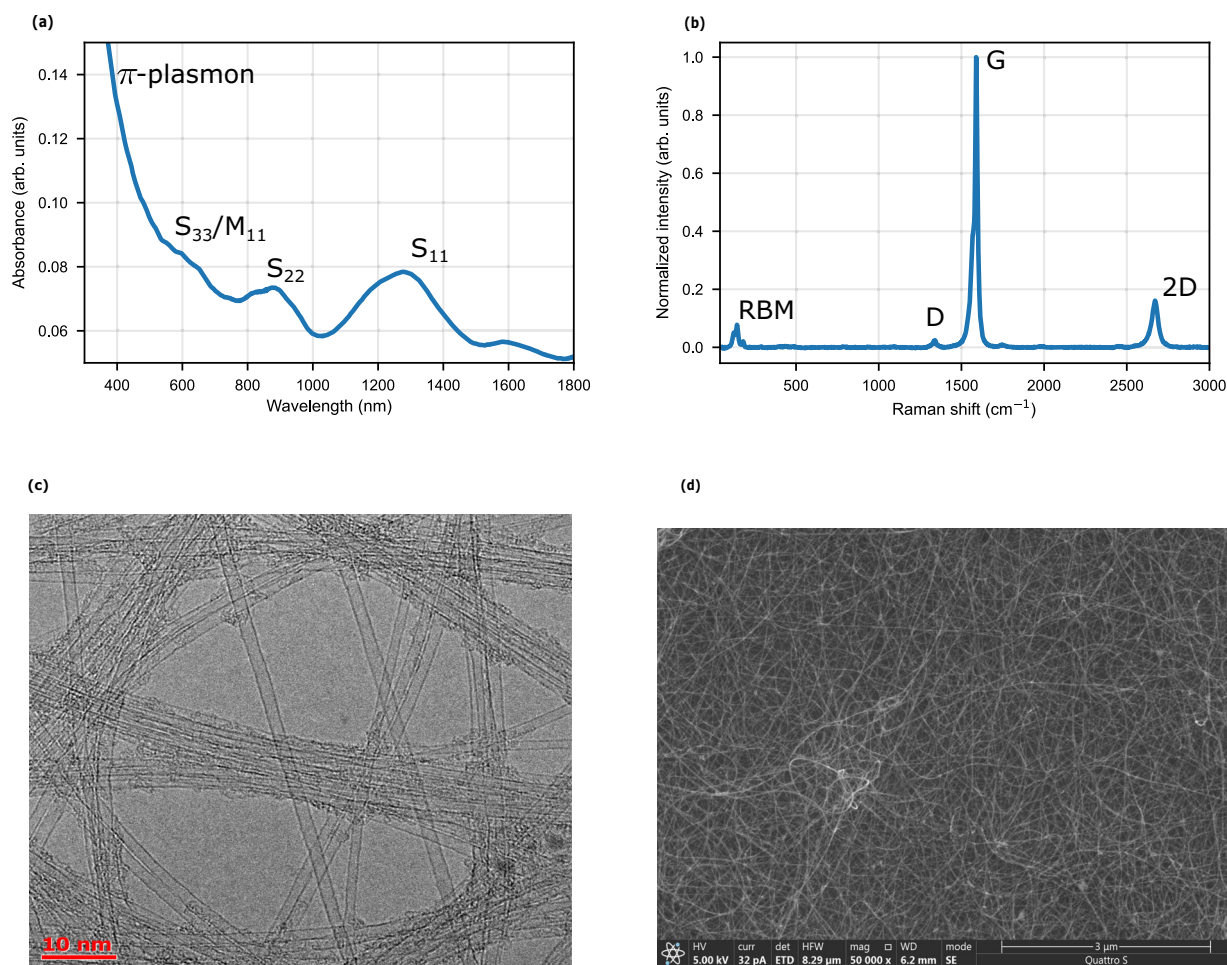 (a)
0.14
0.12
0.10
0.08
0.06
Absorbance (arb. units)
π-plasmon
S33/M11
S22
S11
400 600 800 1000 1200 1400 1600 1800
Wavelength (nm)
(b)
1.0
0.8
0.6
0.4
0.2
0.0
Normalized intensity (arb. units)
G
RBM
D
2D
500 1000 1500 2000 2500 3000
Raman shift (cm⁻¹)
(c)
10 nm
(d)
HV curr det HFW mag □ WD mode
5.00 kV 32 pA ETD 8.29 µm 50 000 x 6.2 mm SE
3 µm
Quattro S